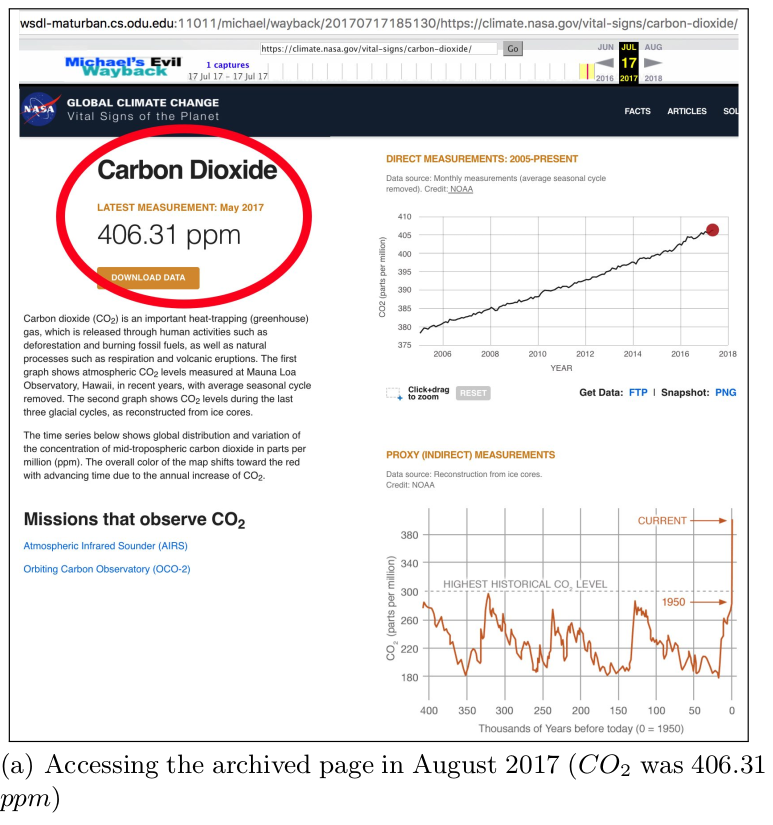 wsdl-maturban.cs.odu.edu:11011/michael/wayback/20170717185130/https://climate.nasa.gov/vital-signs/carbon-dioxide/
https://climate.nasa.gov/vital-signs/carbon-dioxide/ Go JUN JUL AUG
Michael's Evil
Wayback
1 captures
17 Jul 17 - 17 Jul 17
17
2016 2017 2018
NASA
GLOBAL CLIMATE CHANGE
Vital Signs of the Planet
FACTS ARTICLES SOL
Carbon Dioxide
LATEST MEASUREMENT: May 2017
406.31 ppm
DOWNLOAD DATA
Carbon dioxide (CO2) is an important heat-trapping (greenhouse)
gas, which is released through human activities such as
deforestation and burning fossil fuels, as well as natural
processes such as respiration and volcanic eruptions. The first
graph shows atmospheric CO2 levels measured at Mauna Loa
Observatory, Hawaii, in recent years, with average seasonal cycle
removed. The second graph shows CO2 levels during the last
three glacial cycles, as reconstructed from ice cores.
The time series below shows global distribution and variation of
the concentration of mid-tropospheric carbon dioxide in parts per
million (ppm). The overall color of the map shifts toward the red
with advancing time due to the annual increase of CO2.
Missions that observe CO2
Atmospheric Infrared Sounder (AIRS)
Orbiting Carbon Observatory (OCO-2)
DIRECT MEASUREMENTS: 2005-PRESENT
Data source: Monthly measurements (average seasonal cycle
removed). Credit: NOAA
CO2 (parts per million)
410
405
400
395
390
385
380
375
2006 2008 2010 2012 2014 2016 2018
YEAR
Click+drag
to zoom
RESET
Get Data: FTP | Snapshot: PNG
PROXY (INDIRECT) MEASUREMENTS
Data source: Reconstruction from ice cores.
Credit: NOAA
CO2 (parts per million)
CURRENT
380
340
HIGHEST HISTORICAL CO2 LEVEL
300
1950
260
220
180
400 350 300 250 200 150 100 50 0
Thousands of Years before today (0 = 1950)
(a) Accessing the archived page in August 2017 (CO2 was 406.31
ppm)